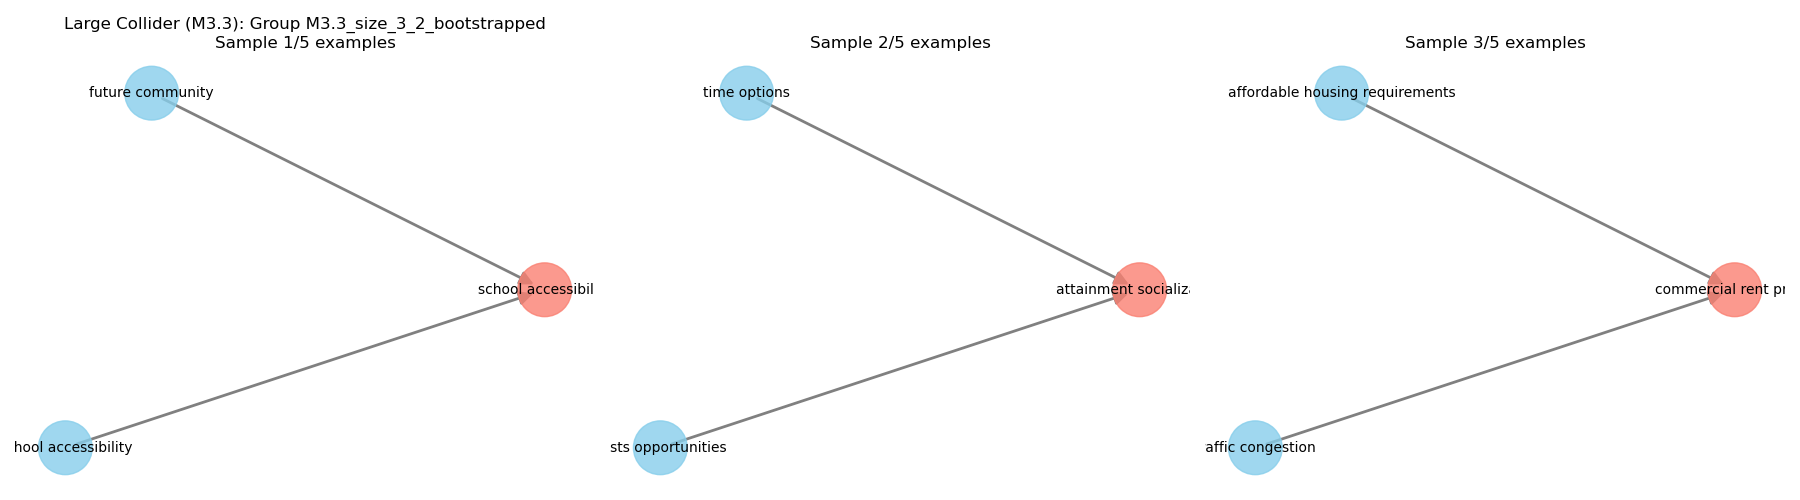 Large Collider (M3.3): Group M3.3_size_3_2_bootstrapped
Sample 1/5 examples
future community
school accessibil
hool accessibility
Sample 2/5 examples
time options
attainment socializa
sts opportunities
Sample 3/5 examples
affordable housing requirements
commercial rent pr
affic congestion